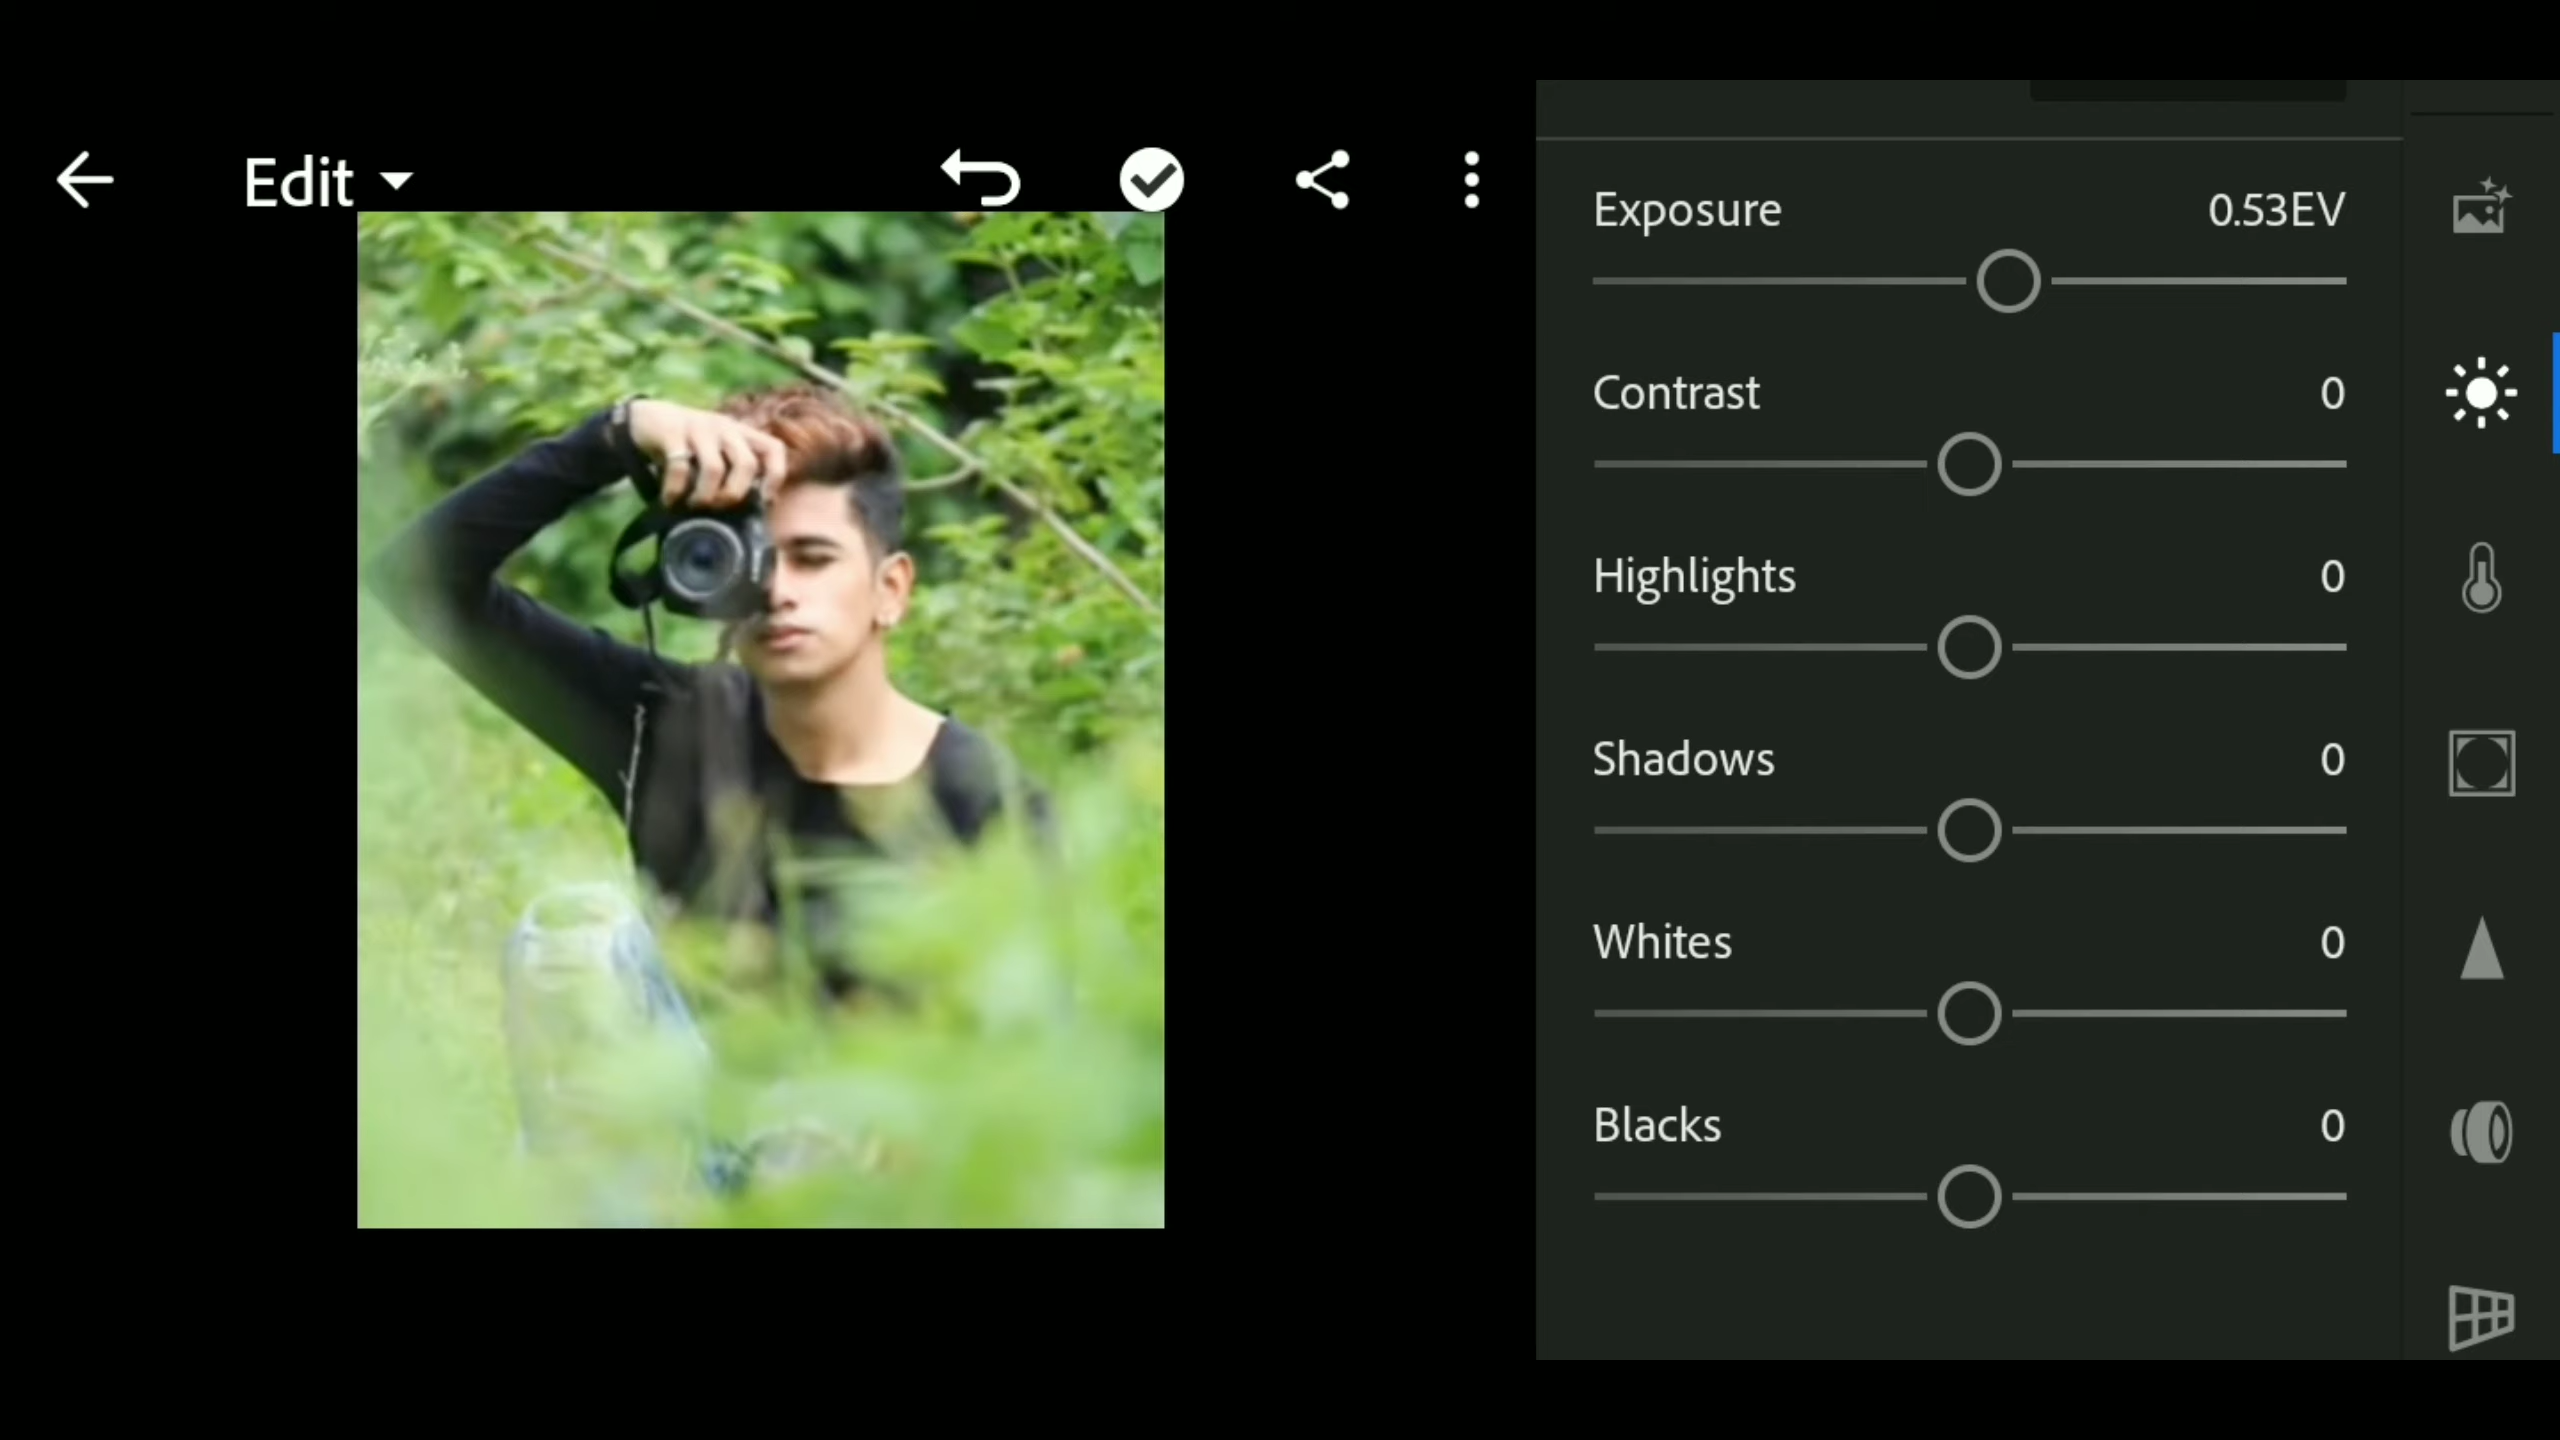 Edit
Exposure 0.53EV
Contrast 0
Highlights 0
Shadows 0
Whites 0
Blacks 0